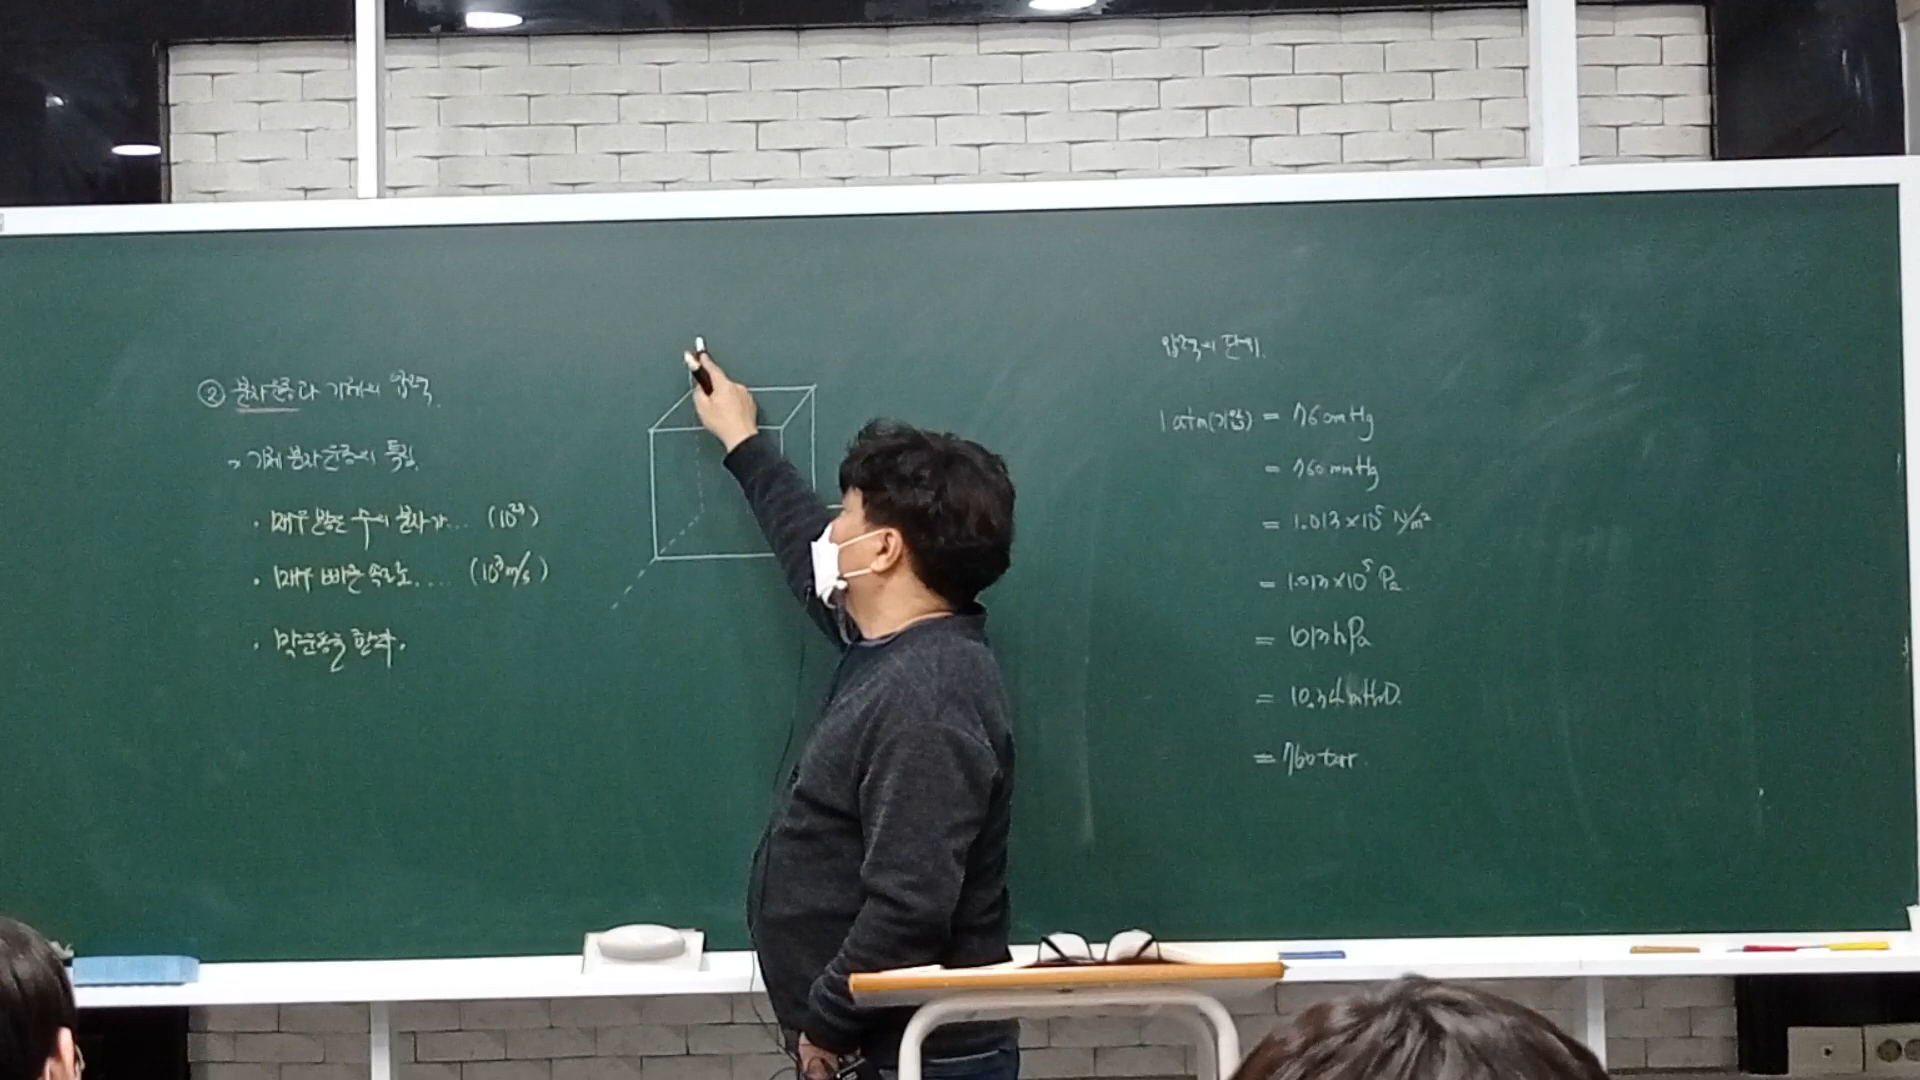 ② 분자운동과 기체의 압력.
→ 기체 분자운동의 특징.
· 매우 많은 수의 분자가... (10²³)
· 매우 빠른 속도로.... (10³m/s)
· 막운동을 한다.
압력의 단위.
1 atm(기압) = 76cmHg
= 760mmHg
= 1.013×10⁵ N/m²
= 1.013×10⁵ Pa.
= 1013hPa
= 10.34mH₂O.
= 760torr.